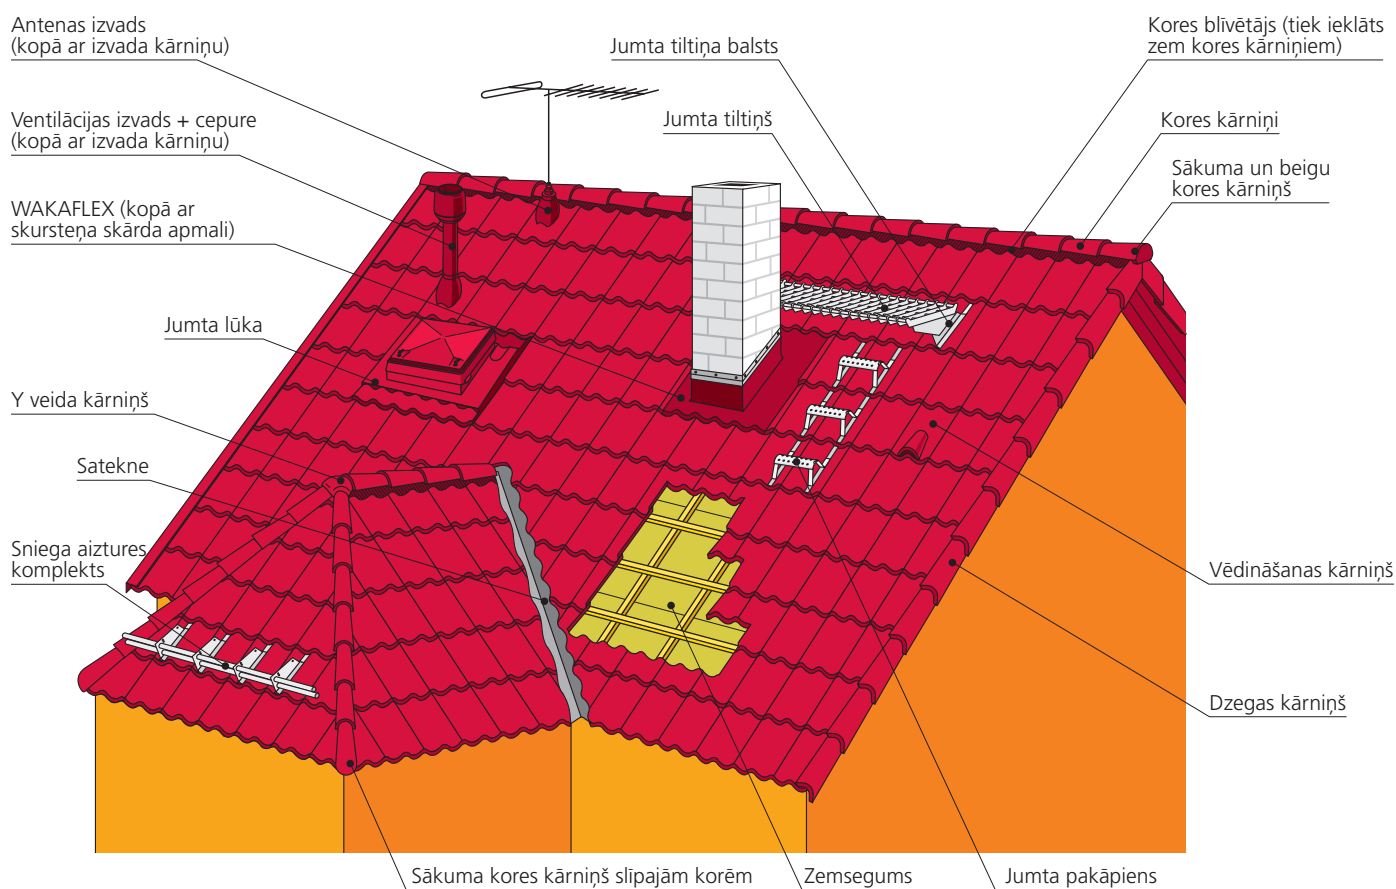 Antenas izvads
(kopā ar izvada kārniņu)
Ventilācijas izvads + cepure
(kopā ar izvada kārniņu)
WAKAFLEX (kopā ar
skursteņa skārda apmali)
Jumta lūka
Y veida kārniņš
Satekne
Sniega aiztures
komplekts
Jumta tiltiņa balsts
Jumta tiltiņš
Kores blīvētājs (tiek ieklāts
zem kores kārniņiem)
Kores kārniņi
Sākuma un beigu
kores kārniņš
Vēdināšanas kārniņš
Dzegas kārniņš
Sākuma kores kārniņš slīpajām korēm
Zemsegums
Jumta pakāpiens